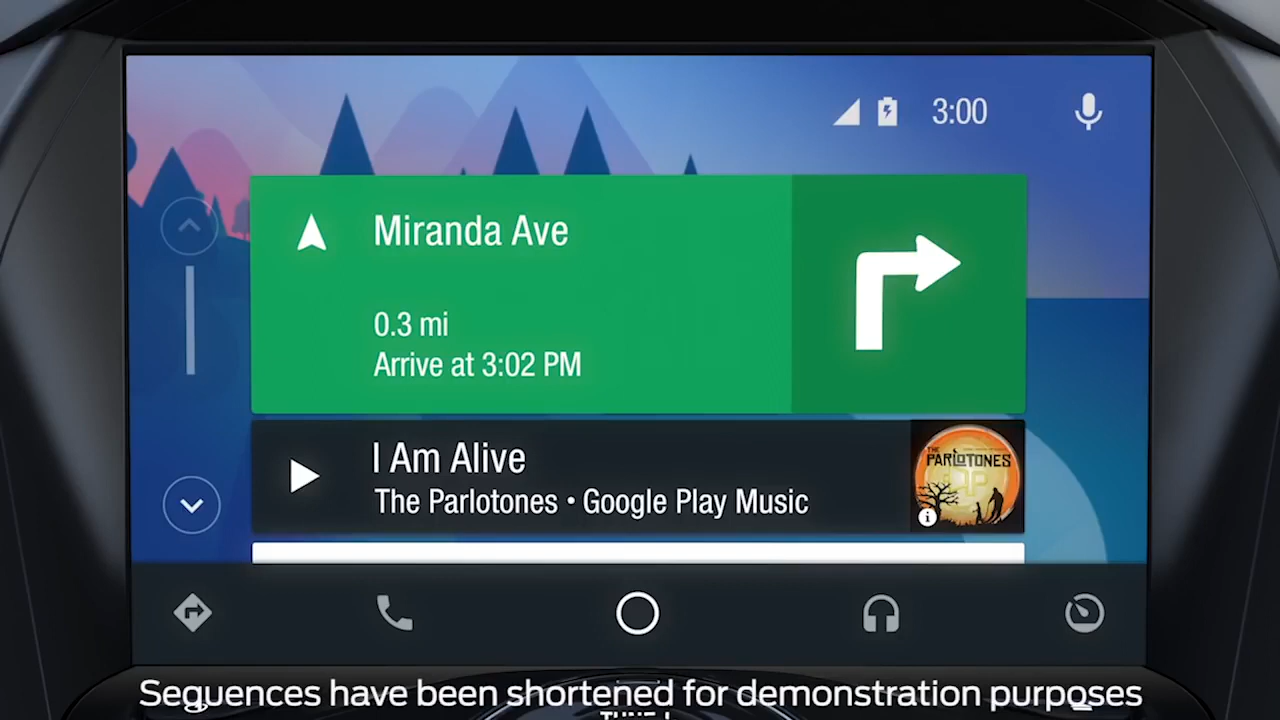 3:00
Miranda Ave
0.3 mi
Arrive at 3:02 PM
I Am Alive
The Parlotones • Google Play Music
THE
PARLOTONES
Sequences have been shortened for demonstration purposes